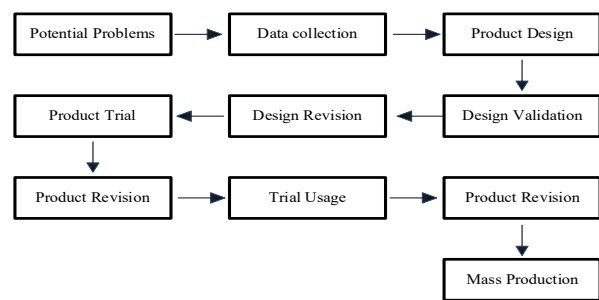 Potential Problems
Data collection
Product Design
Design Validation
Design Revision
Product Trial
Product Revision
Trial Usage
Product Revision
Mass Production